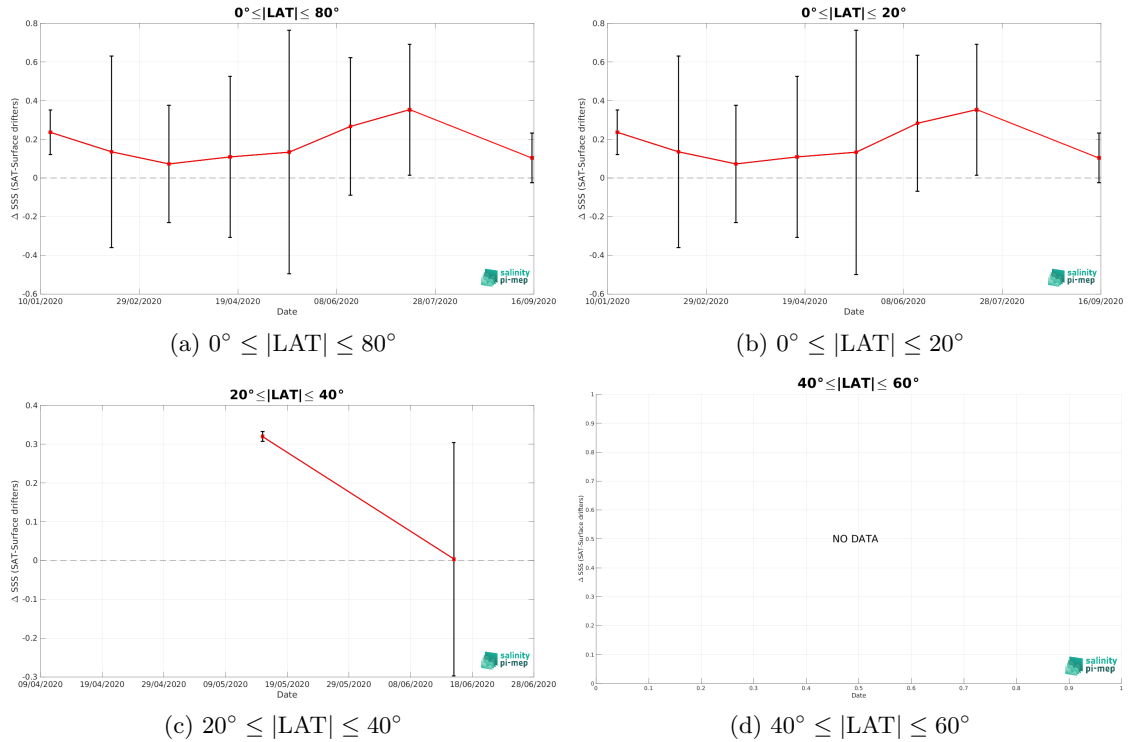 0°≤|LAT|≤ 80°
Δ SSS (SAT-Surface drifters)
0.8
0.6
0.4
0.2
0
-0.2
-0.4
-0.6
10/01/2020 29/02/2020 19/04/2020 08/06/2020 28/07/2020 16/09/2020
Date
salinity
pi-mep
(a) 0° ≤ |LAT| ≤ 80°
0°≤|LAT|≤ 20°
Δ SSS (SAT-Surface drifters)
0.8
0.6
0.4
0.2
0
-0.2
-0.4
-0.6
10/01/2020 29/02/2020 19/04/2020 08/06/2020 28/07/2020 16/09/2020
Date
salinity
pi-mep
(b) 0° ≤ |LAT| ≤ 20°
20°≤|LAT|≤ 40°
Δ SSS (SAT-Surface drifters)
0.4
0.3
0.2
0.1
0
-0.1
-0.2
-0.3
09/04/2020 19/04/2020 29/04/2020 09/05/2020 19/05/2020 29/05/2020 08/06/2020 18/06/2020 28/06/2020
Date
salinity
pi-mep
(c) 20° ≤ |LAT| ≤ 40°
40°≤|LAT|≤ 60°
Δ SSS (SAT-Surface drifters)
1
0.9
0.8
0.7
0.6
0.5
0.4
0.3
0.2
0.1
0
NO DATA
0 0.1 0.2 0.3 0.4 0.5 0.6 0.7 0.8 0.9 1
Date
salinity
pi-mep
(d) 40° ≤ |LAT| ≤ 60°